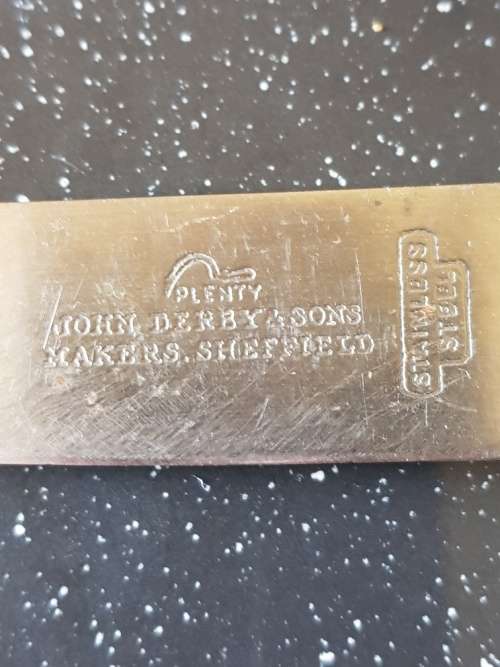 PLENTY
JOHN DERBY & SONS
MAKERS. SHEFFIELD
STAINLESS
STEEL